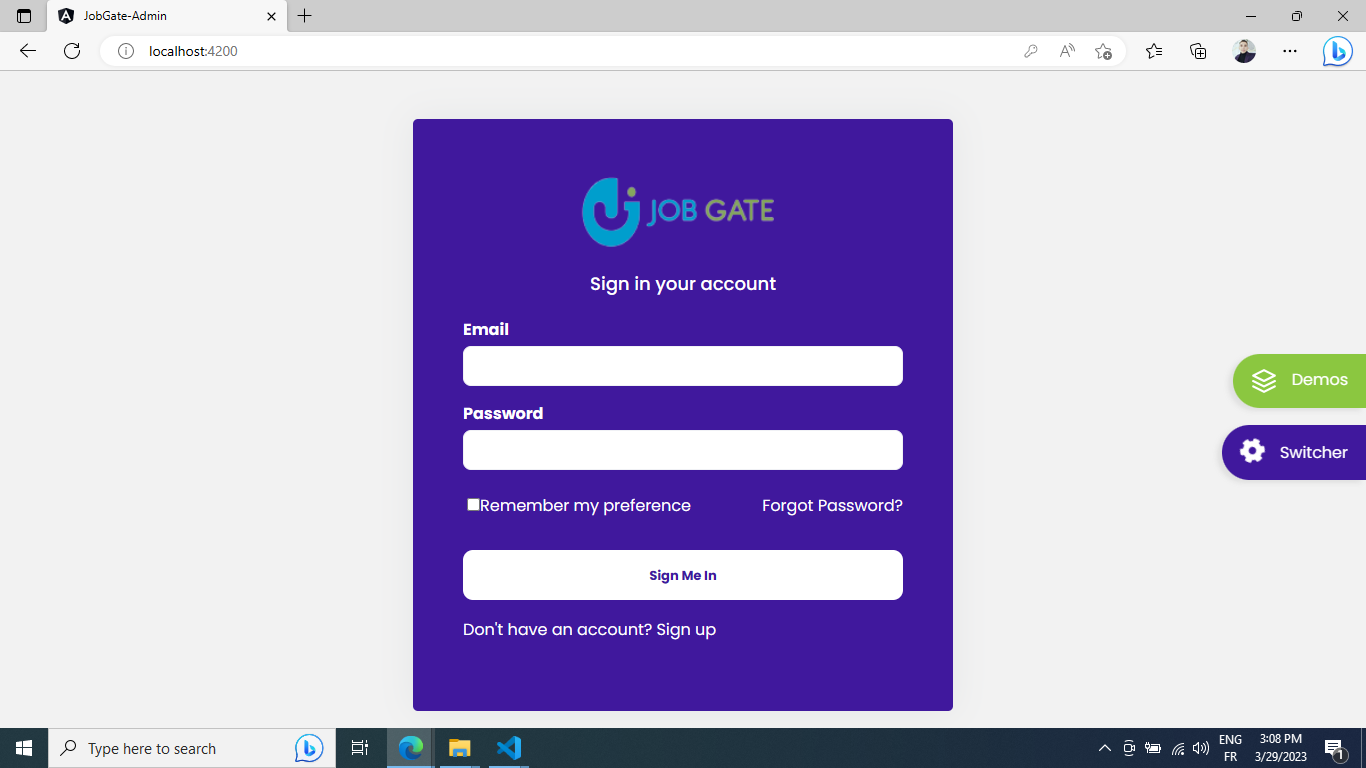 JobGate-Admin
localhost:4200
JOB GATE
Sign in your account
Email
Password
Remember my preference
Forgot Password?
Sign Me In
Don't have an account? Sign up
Demos
Switcher
Type here to search
ENG
FR
3:08 PM
3/29/2023
1